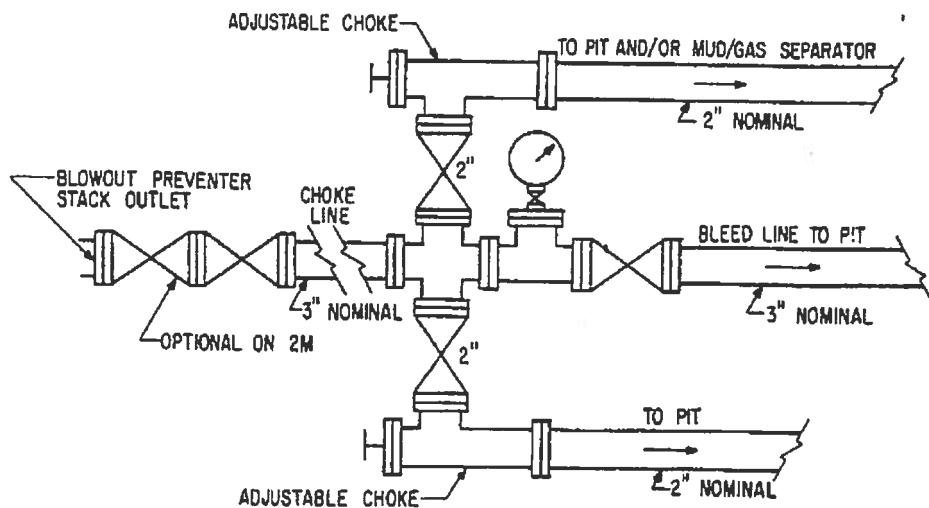 ADJUSTABLE CHOKE
TO PIT AND/OR MUD/GAS SEPARATOR
2" NOMINAL
2"
BLOWOUT PREVENTER
STACK OUTLET
CHOKE
LINE
BLEED LINE TO PIT
3" NOMINAL
3" NOMINAL
OPTIONAL ON 2M
2"
TO PIT
2" NOMINAL
ADJUSTABLE CHOKE